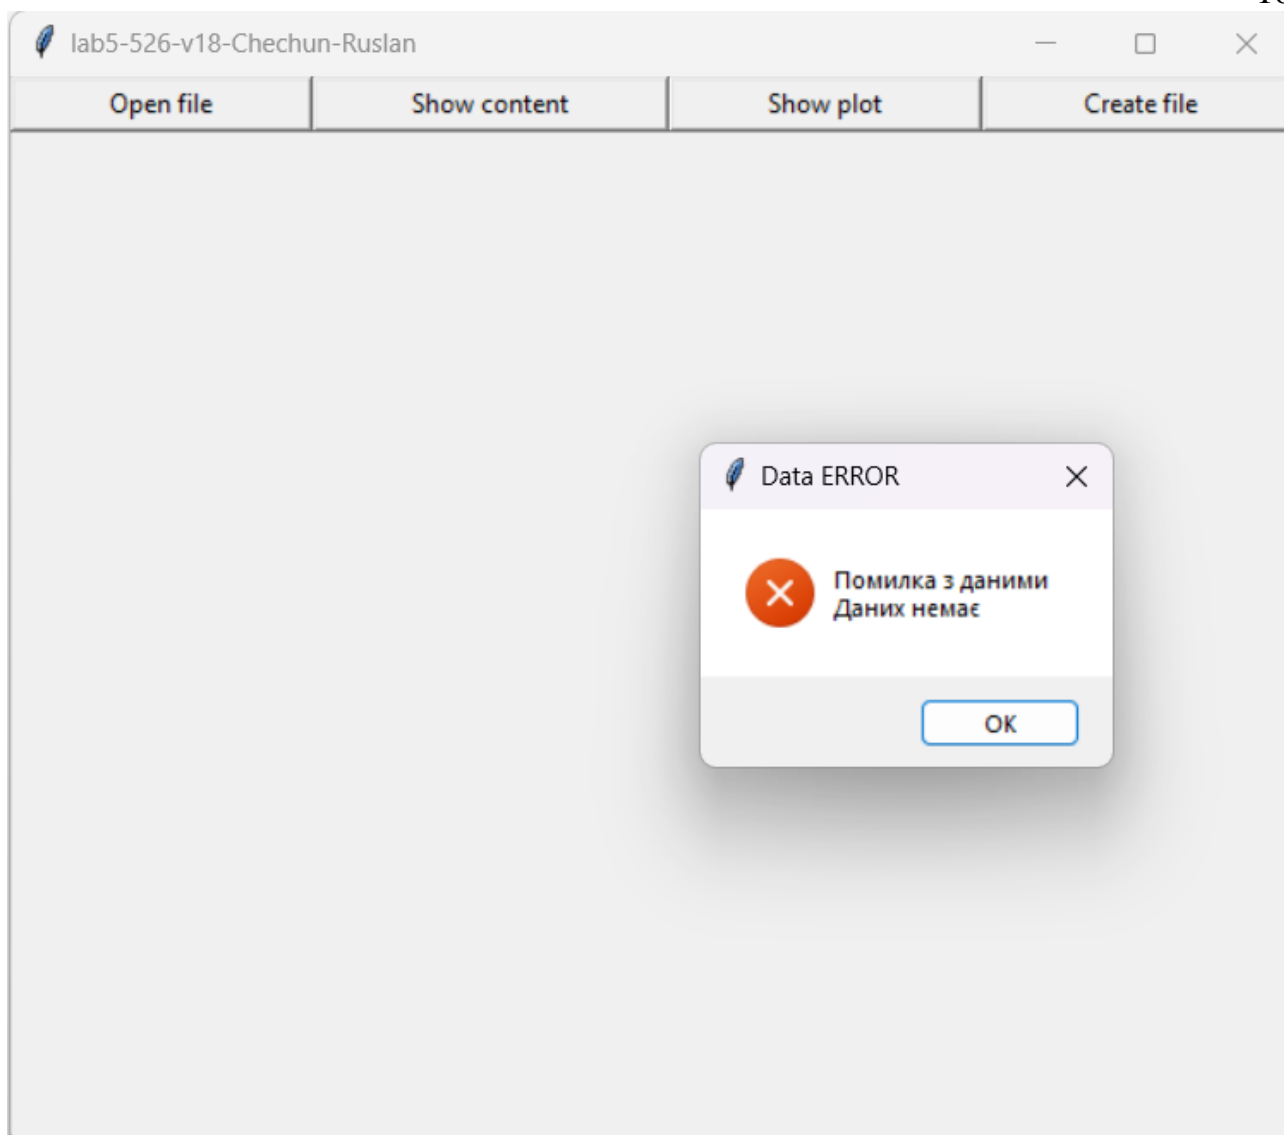 lab5-526-v18-Chechun-Ruslan
Open file Show content Show plot Create file
Data ERROR
Помилка з даними
Даних немає
OK